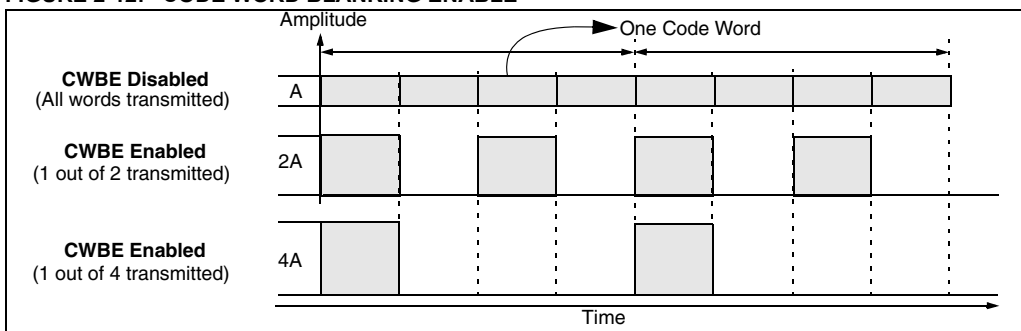 FIGURE 2-12: CODE WORD BLANKING ENABLE
Amplitude
One Code Word
CWBE Disabled
(All words transmitted)
A
CWBE Enabled
(1 out of 2 transmitted)
2A
CWBE Enabled
(1 out of 4 transmitted)
4A
Time